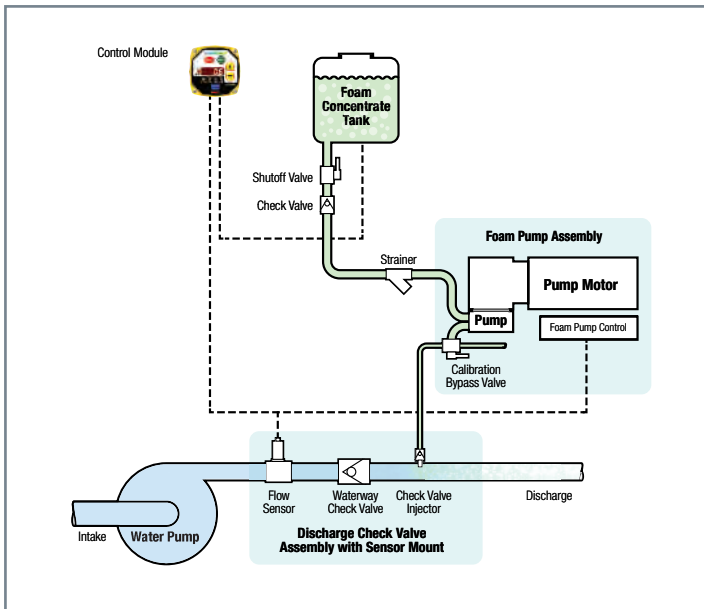 Control Module
Foam
Concentrate
Tank
Shutoff Valve
Check Valve
Foam Pump Assembly
Strainer
Pump Motor
Pump
Foam Pump Control
Calibration
Bypass Valve
Flow
Sensor
Waterway
Check Valve
Check Valve
Injector
Discharge
Intake
Water Pump
Discharge Check Valve
Assembly with Sensor Mount